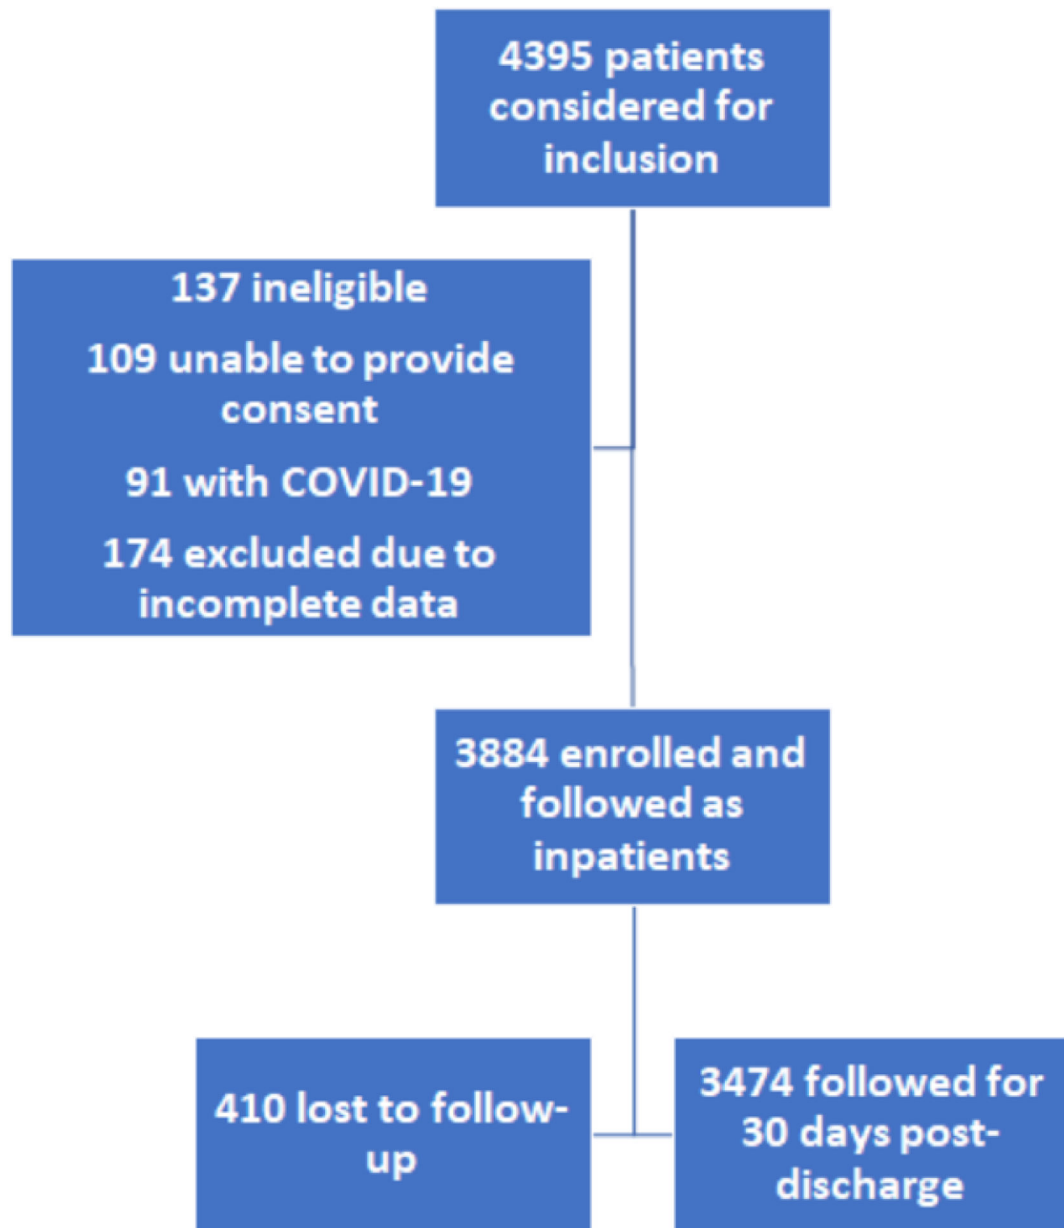 4395 patients
considered for
inclusion
137 ineligible
109 unable to provide
consent
91 with COVID-19
174 excluded due to
incomplete data
3884 enrolled and
followed as
inpatients
410 lost to follow-
up
3474 followed for
30 days post-
discharge